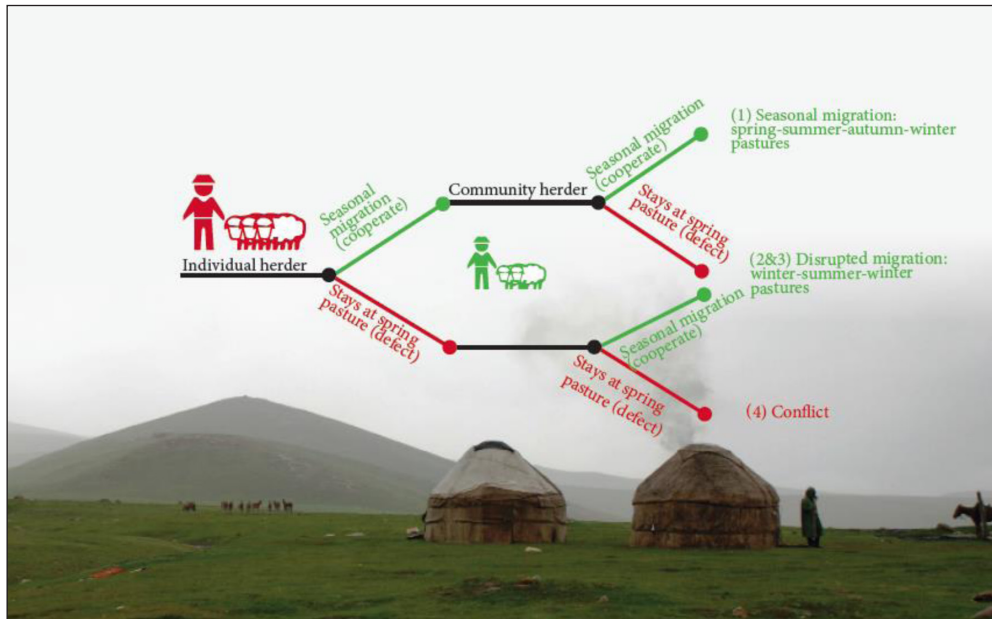 Individual herder
Seasonal
migration
(cooperate)
Stays at spring
pasture (defect)
Community herder
Seasonal migration
(cooperate)
Stays at spring
pasture (defect)
Seasonal migration
(cooperate)
Stays at spring
pasture (defect)
(1) Seasonal migration:
spring-summer-autumn-winter
pastures
(2&3) Disrupted migration:
winter-summer-winter
pastures
(4) Conflict